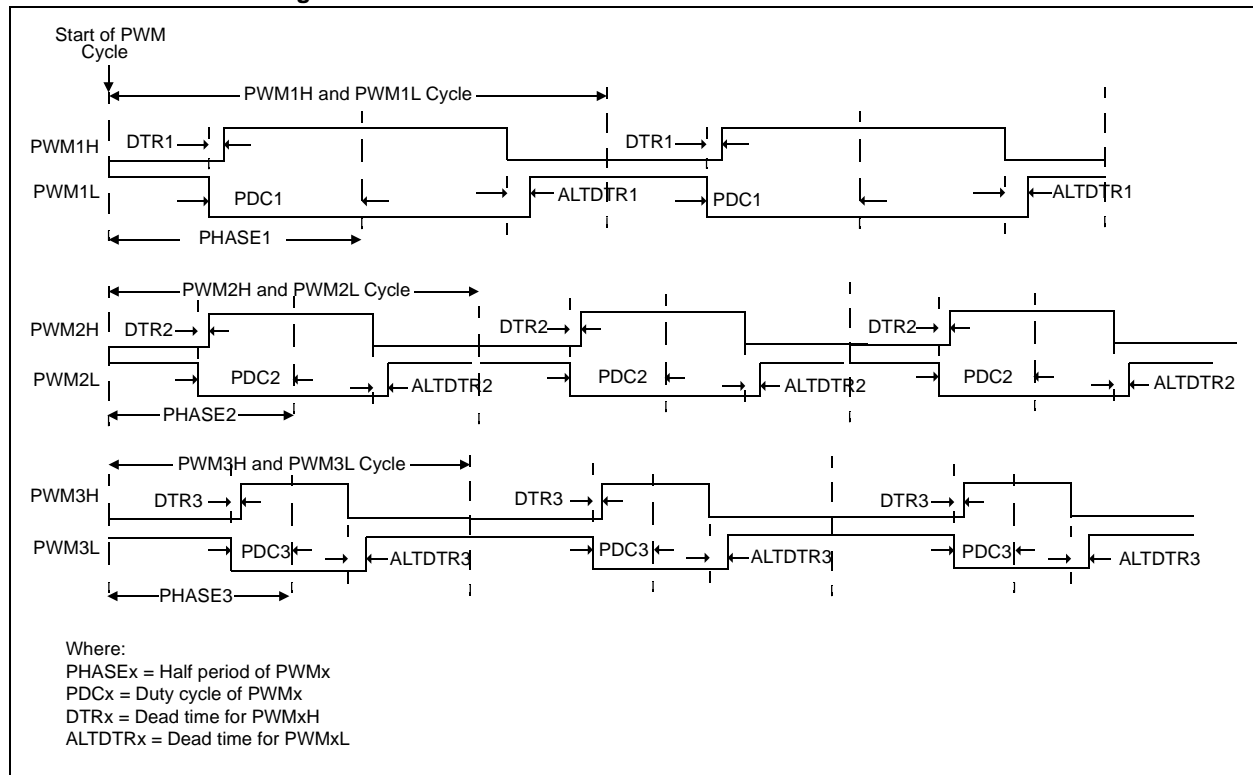 Start of PWM
Cycle
PWM1H and PWM1L Cycle
DTR1
DTR1
PWM1H
PWM1L
PDC1
ALTDTR1
PDC1
ALTDTR1
PHASE1
PWM2H and PWM2L Cycle
PWM2H
DTR2
DTR2
DTR2
PWM2L
PDC2
ALTDTR2
PDC2
ALTDTR2
PDC2
ALTDTR2
PHASE2
PWM3H and PWM3L Cycle
PWM3H
DTR3
DTR3
DTR3
PWM3L
PDC3
ALTDTR3
PDC3
ALTDTR3
PDC3
ALTDTR3
PHASE3
Where:
PHASEx = Half period of PWMx
PDCx = Duty cycle of PWMx
DTRx = Dead time for PWMxH
ALTDTRx = Dead time for PWMxL